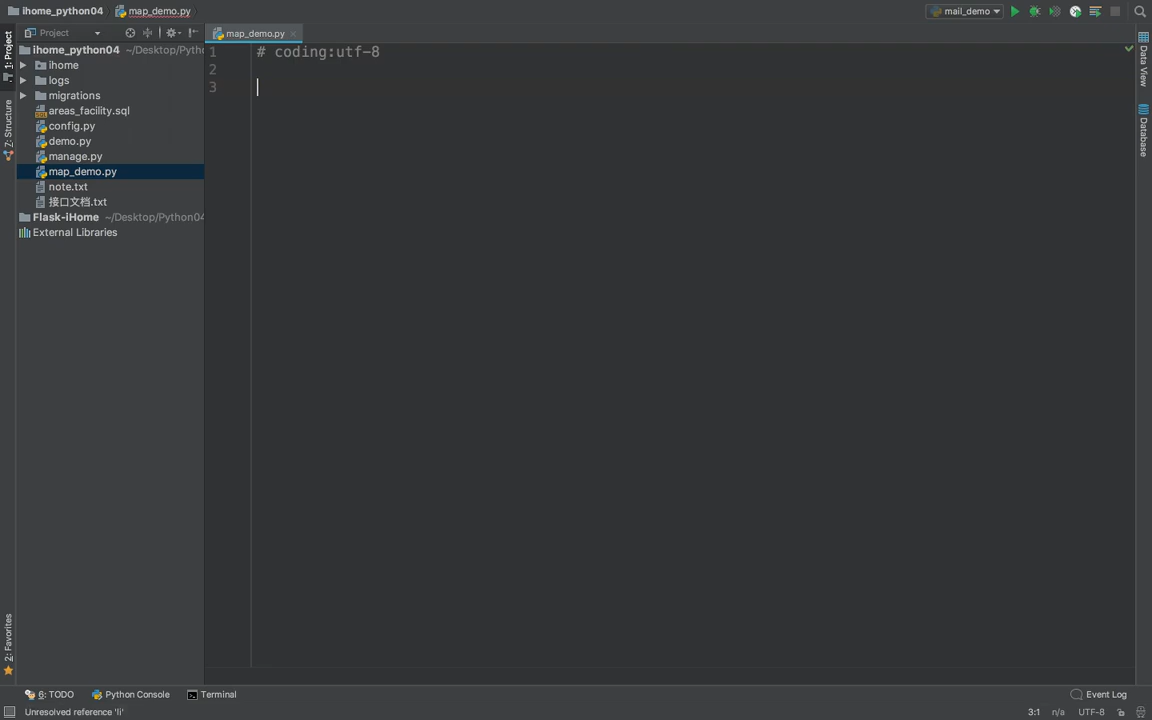 ihome_python04 map_demo.py mail_demo
1: Project
Project
map_demo.py
ihome_python04 ~/Desktop/Pytho
ihome
logs
migrations
areas_facility.sql
config.py
demo.py
manage.py
map_demo.py
note.txt
接口文档.txt
Flask-iHome ~/Desktop/Python04
External Libraries
7: Structure
2: Favorites
1 # coding:utf-8
2
3
Data View
Database
6: TODO Python Console Terminal Event Log
Unresolved reference 'li' 3:1 n/a UTF-8